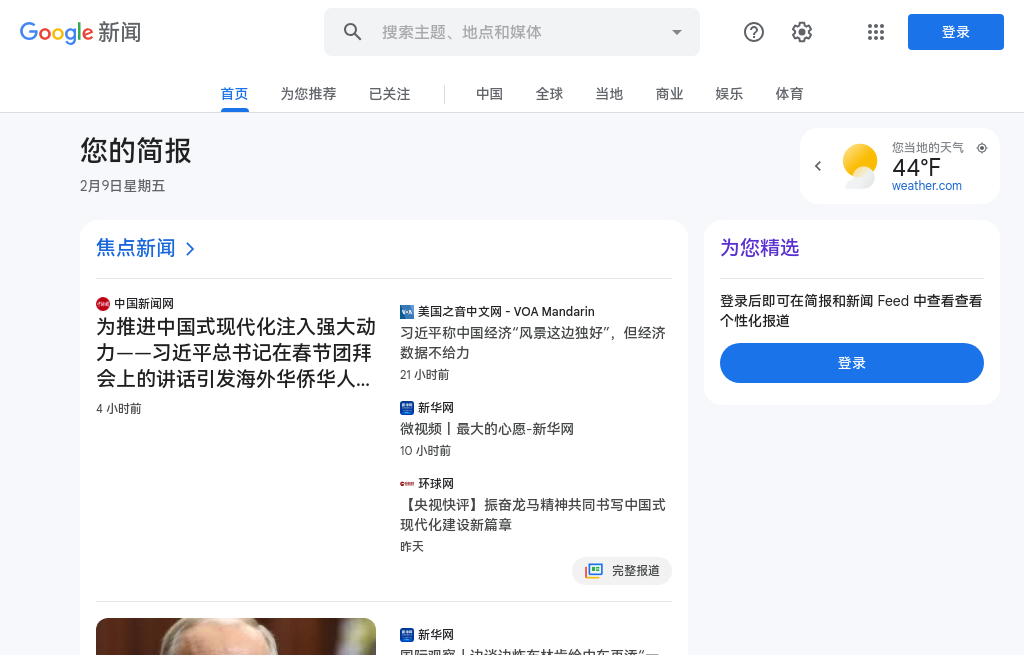 Google 新闻
搜索主题、地点和媒体
登录
首页
为您推荐
已关注
中国
全球
当地
商业
娱乐
体育
您的简报
2月9日星期五
您当地的天气
44°F
weather.com
焦点新闻
中国新闻网
为推进中国式现代化注入强大动
力——习近平总书记在春节团拜
会上的讲话引发海外华侨华人...
4 小时前
美国之音中文网 - VOA Mandarin
习近平称中国经济“风景这边独好”，但经济
数据不给力
21 小时前
新华网
微视频丨最大的心愿-新华网
10 小时前
环球网
【央视快评】振奋龙马精神共同书写中国式
现代化建设新篇章
昨天
完整报道
新华网
为您精选
登录后即可在简报和新闻 Feed 中查看查看
个性化报道
登录